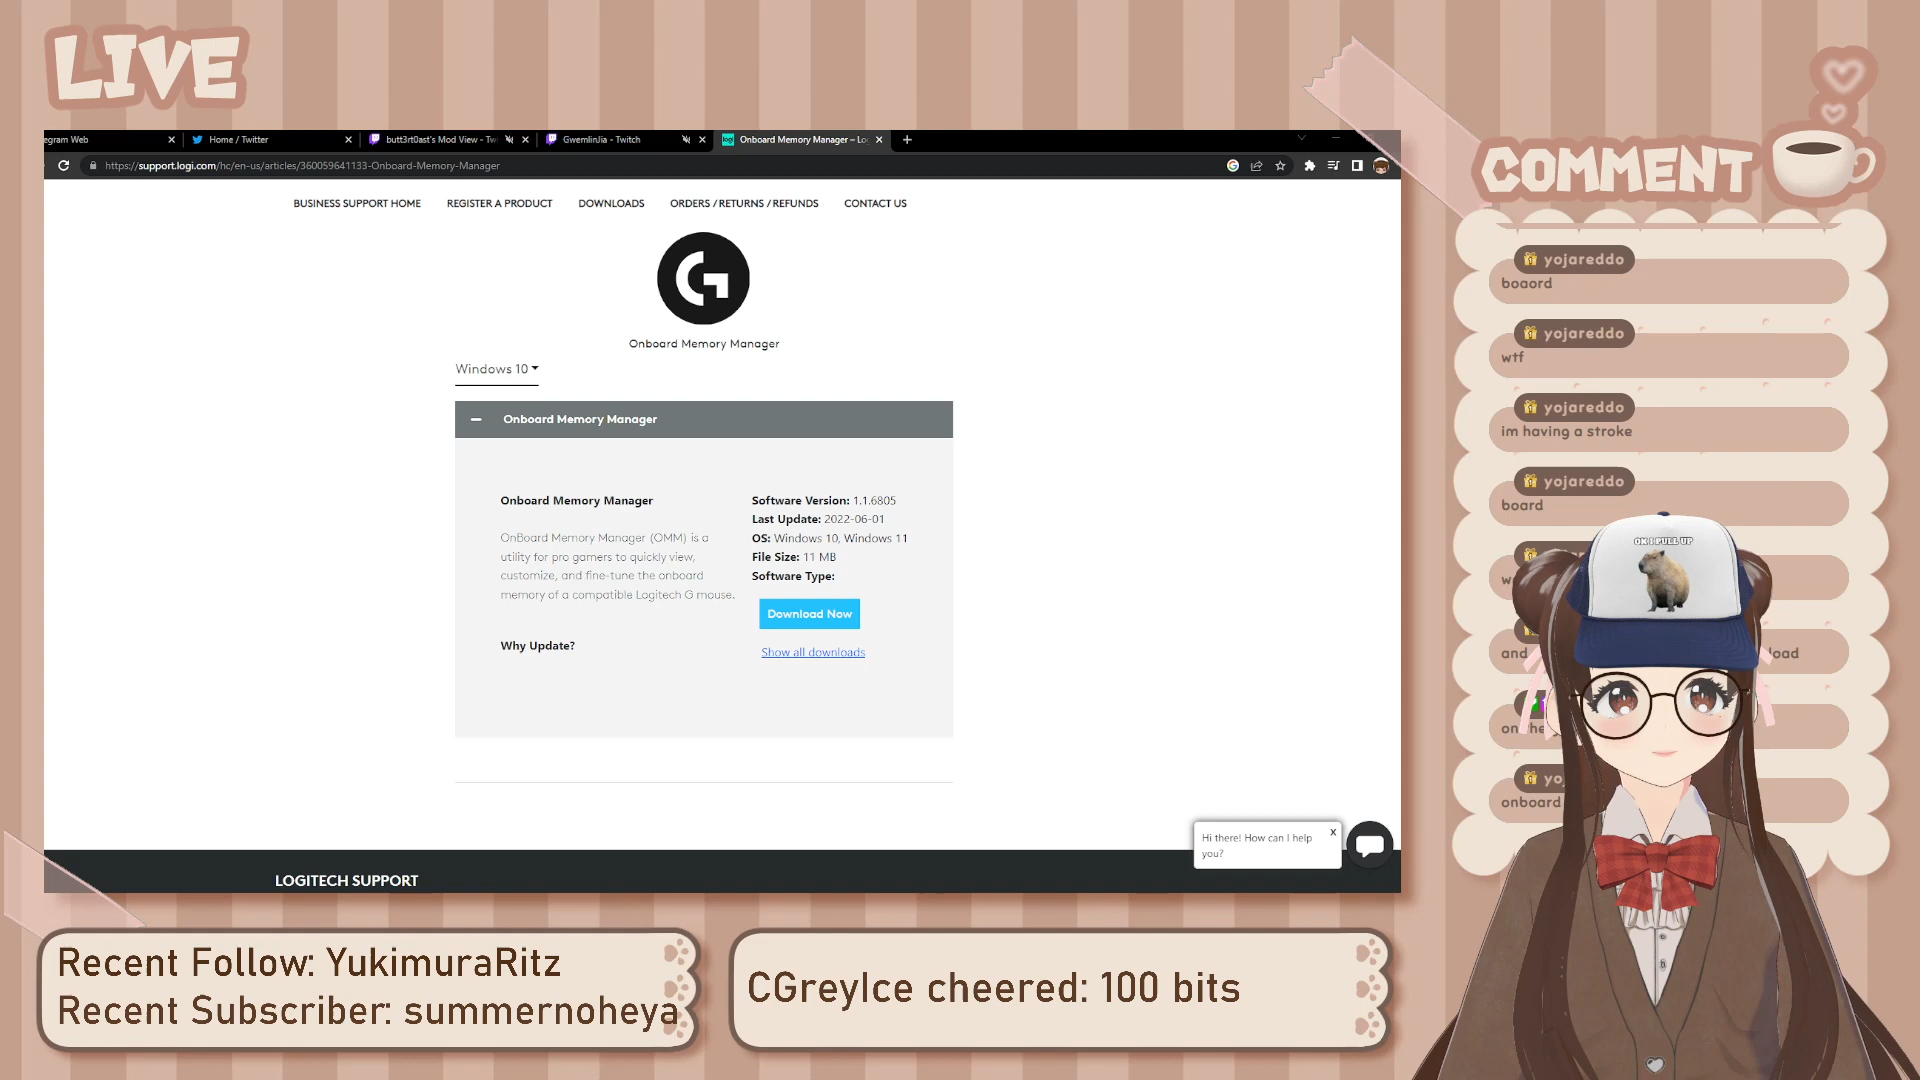 LIVE
egram Web
Home / Twitter
butt3rt0ast's Mod View - Tw
GwemlinJia - Twitch
Onboard Memory Manager – Lo
https://support.logi.com/hc/en-us/articles/360059641133-Onboard-Memory-Manager
BUSINESS SUPPORT HOME
REGISTER A PRODUCT
DOWNLOADS
ORDERS / RETURNS / REFUNDS
CONTACT US
Onboard Memory Manager
Windows 10
Onboard Memory Manager
Onboard Memory Manager
OnBoard Memory Manager (OMM) is a
utility for pro gamers to quickly view,
customize, and fine-tune the onboard
memory of a compatible Logitech G mouse.
Why Update?
Software Version: 1.1.6805
Last Update: 2022-06-01
OS: Windows 10, Windows 11
File Size: 11 MB
Software Type:
Download Now
Show all downloads
Hi there! How can I help
you?
x
LOGITECH SUPPORT
COMMENT
yojareddo
boaord
yojareddo
wtf
yojareddo
im having a stroke
yojareddo
board
and
onboard
OK I PULL UP
Recent Follow: YukimuraRitz
Recent Subscriber: summernoheya
CGreyIce cheered: 100 bits